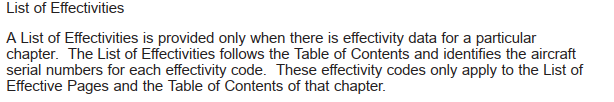 List of Effectivities
A List of Effectivities is provided only when there is effectivity data for a particular
chapter.  The List of Effectivities follows the Table of Contents and identifies the aircraft
serial numbers for each effectivity code.  These effectivity codes only apply to the List of
Effective Pages and the Table of Contents of that chapter.